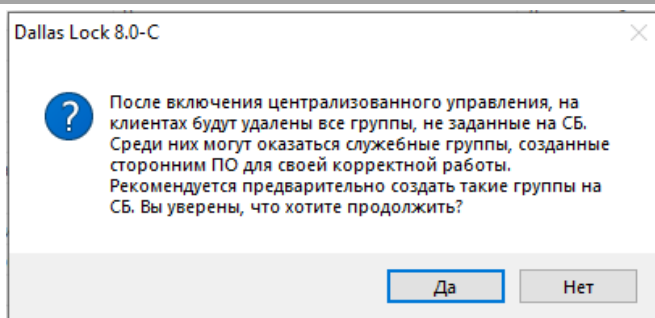 Dallas Lock 8.0-C
После включения централизованного управления, на
клиентах будут удалены все группы, не заданные на СБ.
Среди них могут оказаться служебные группы, созданные
сторонним ПО для своей корректной работы.
Рекомендуется предварительно создать такие группы на
СБ. Вы уверены, что хотите продолжить?
Да
Нет